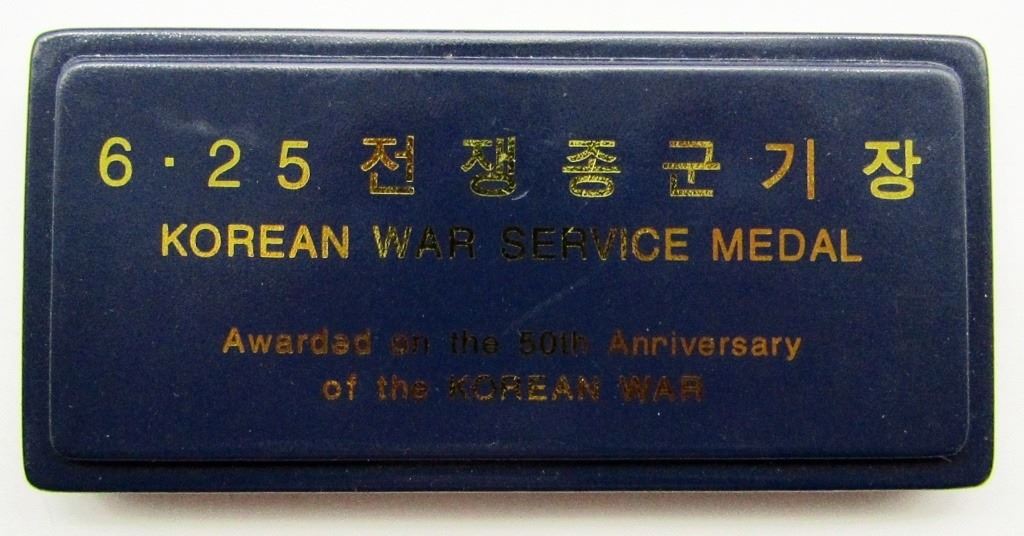 6·25 전쟁종군기장
KOREAN WAR SERVICE MEDAL
Awarded on the 50th Anniversary
of the KOREAN WAR